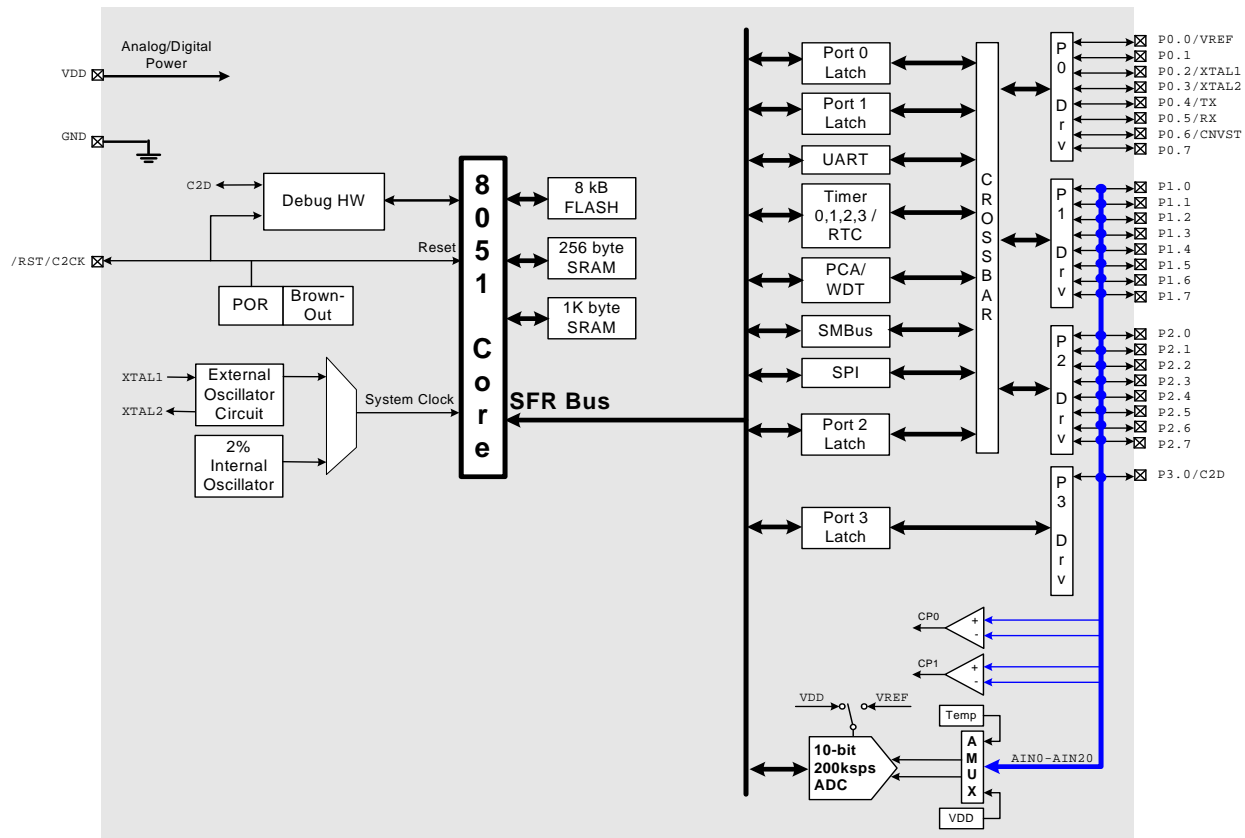 Analog/Digital
Power
VDD
GND
C2D
Debug HW
/RST/C2CK
Reset
POR
Brown-
Out
XTAL1
XTAL2
External
Oscillator
Circuit
2%
Internal
Oscillator
System Clock
8
0
5
1
C
o
r
e
8 kB
FLASH
256 byte
SRAM
1K byte
SRAM
SFR Bus
Port 0
Latch
Port 1
Latch
UART
Timer
0,1,2,3 /
RTC
PCA/
WDT
SMBus
SPI
Port 2
Latch
Port 3
Latch
C
R
O
S
S
B
A
R
P
0
D
r
v
P0.0/VREF
P0.1
P0.2/XTAL1
P0.3/XTAL2
P0.4/TX
P0.5/RX
P0.6/CNVST
P0.7
P
1
D
r
v
P1.0
P1.1
P1.2
P1.3
P1.4
P1.5
P1.6
P1.7
P
2
D
r
v
P2.0
P2.1
P2.2
P2.3
P2.4
P2.5
P2.6
P2.7
P
3
D
r
v
P3.0/C2D
CP0
+
-
CP1
+
-
VDD
VREF
Temp
10-bit
200ksps
ADC
A
M
U
X
AIN0-AIN20
VDD